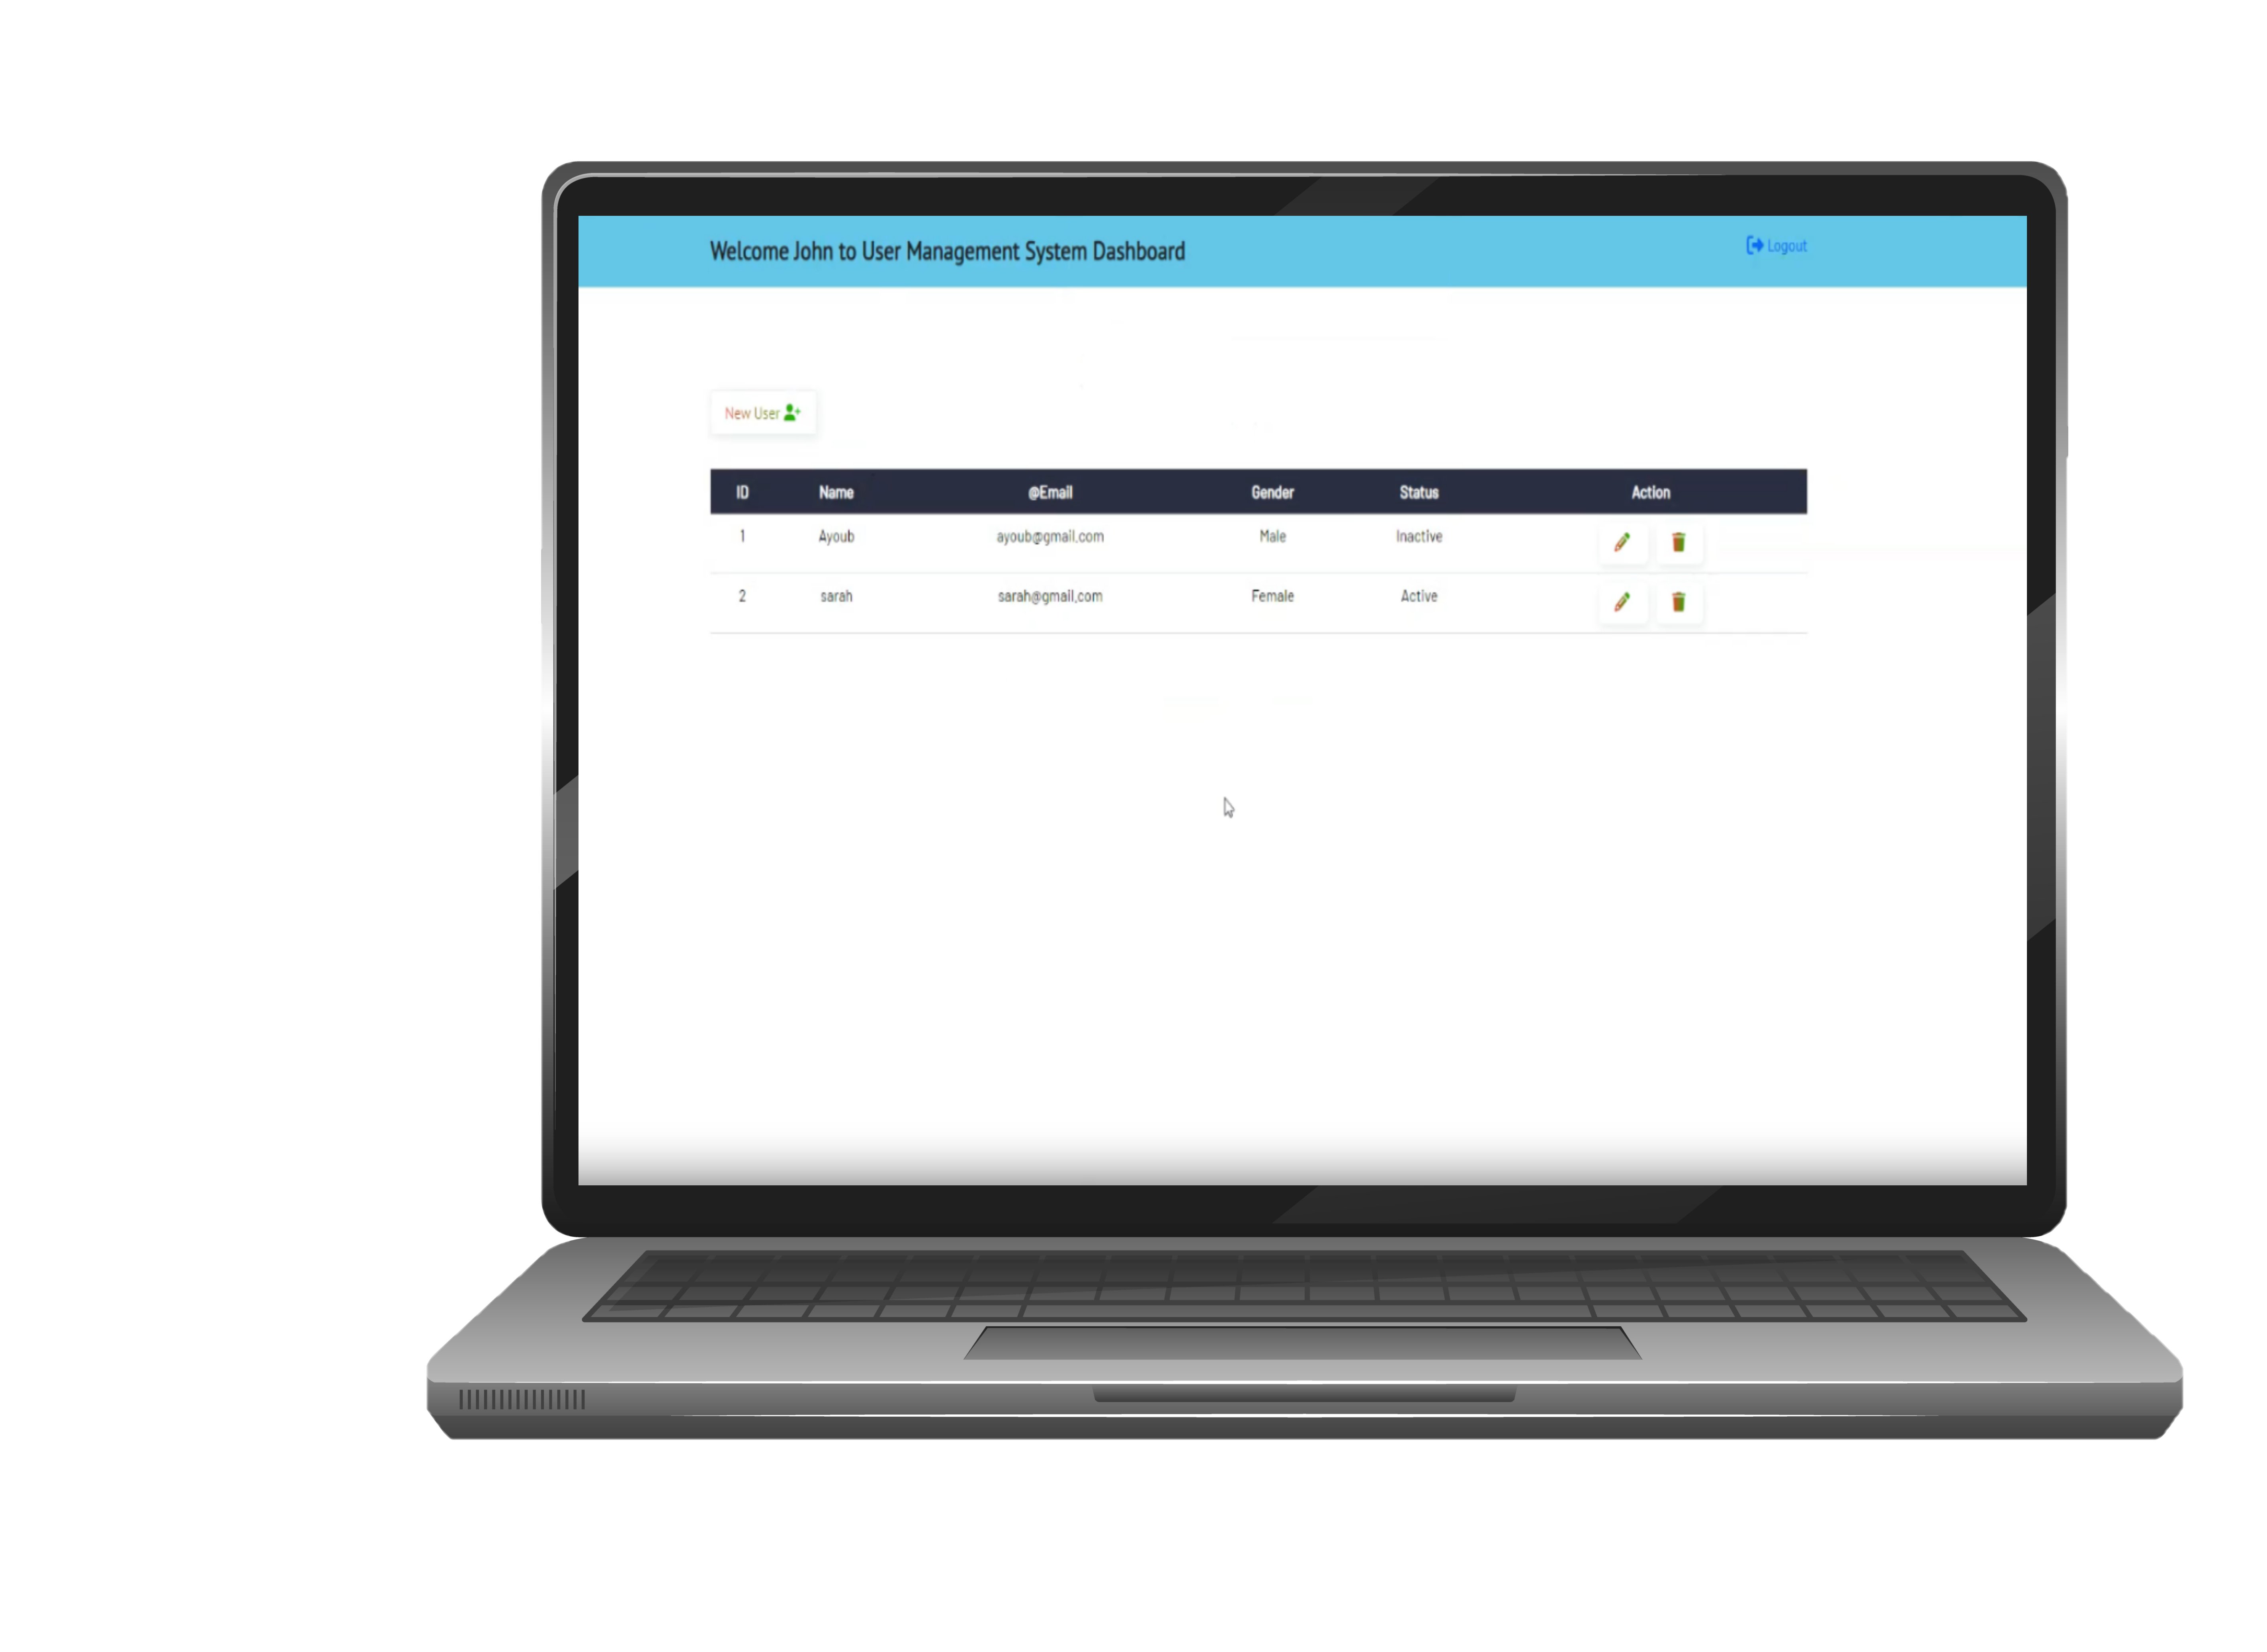 Welcome John to User Management System Dashboard
Logout
New User
ID Name @Email Gender Status Action
1 Ayoub ayoub@gmail.com Male Inactive
2 sarah sarah@gmail.com Female Active